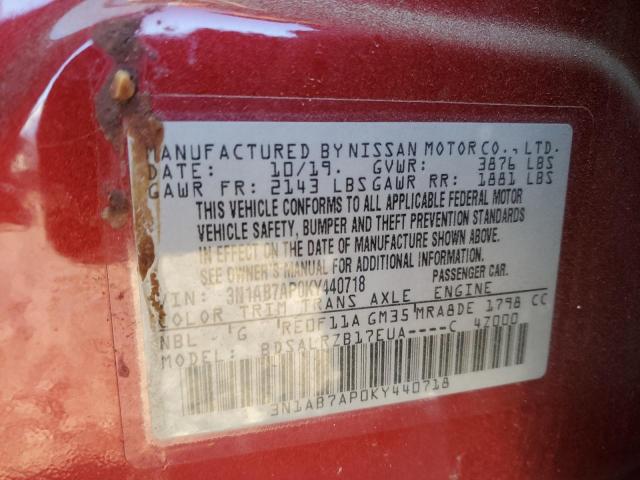 MANUFACTURED BY NISSAN MOTOR CO., LTD.
DATE: 10/19. GVWR: 3876 LBS
GAWR FR: 2143 LBS GAWR RR: 1881 LBS
THIS VEHICLE CONFORMS TO ALL APPLICABLE FEDERAL MOTOR
VEHICLE SAFETY, BUMPER AND THEFT PREVENTION STANDARDS
IN EFFECT ON THE DATE OF MANUFACTURE SHOWN ABOVE.
SEE OWNER'S MANUAL FOR ADDITIONAL INFORMATION.
VIN: 3N1AB7AP0KY440718 PASSENGER CAR.
COLOR TRIM TRANS AXLE ENGINE
NBL G RE0F11A GM35 MRA8DE 1798 CC
MODEL: BDSALRZB17EUA----C 4Z000
3N1AB7AP0KY440718